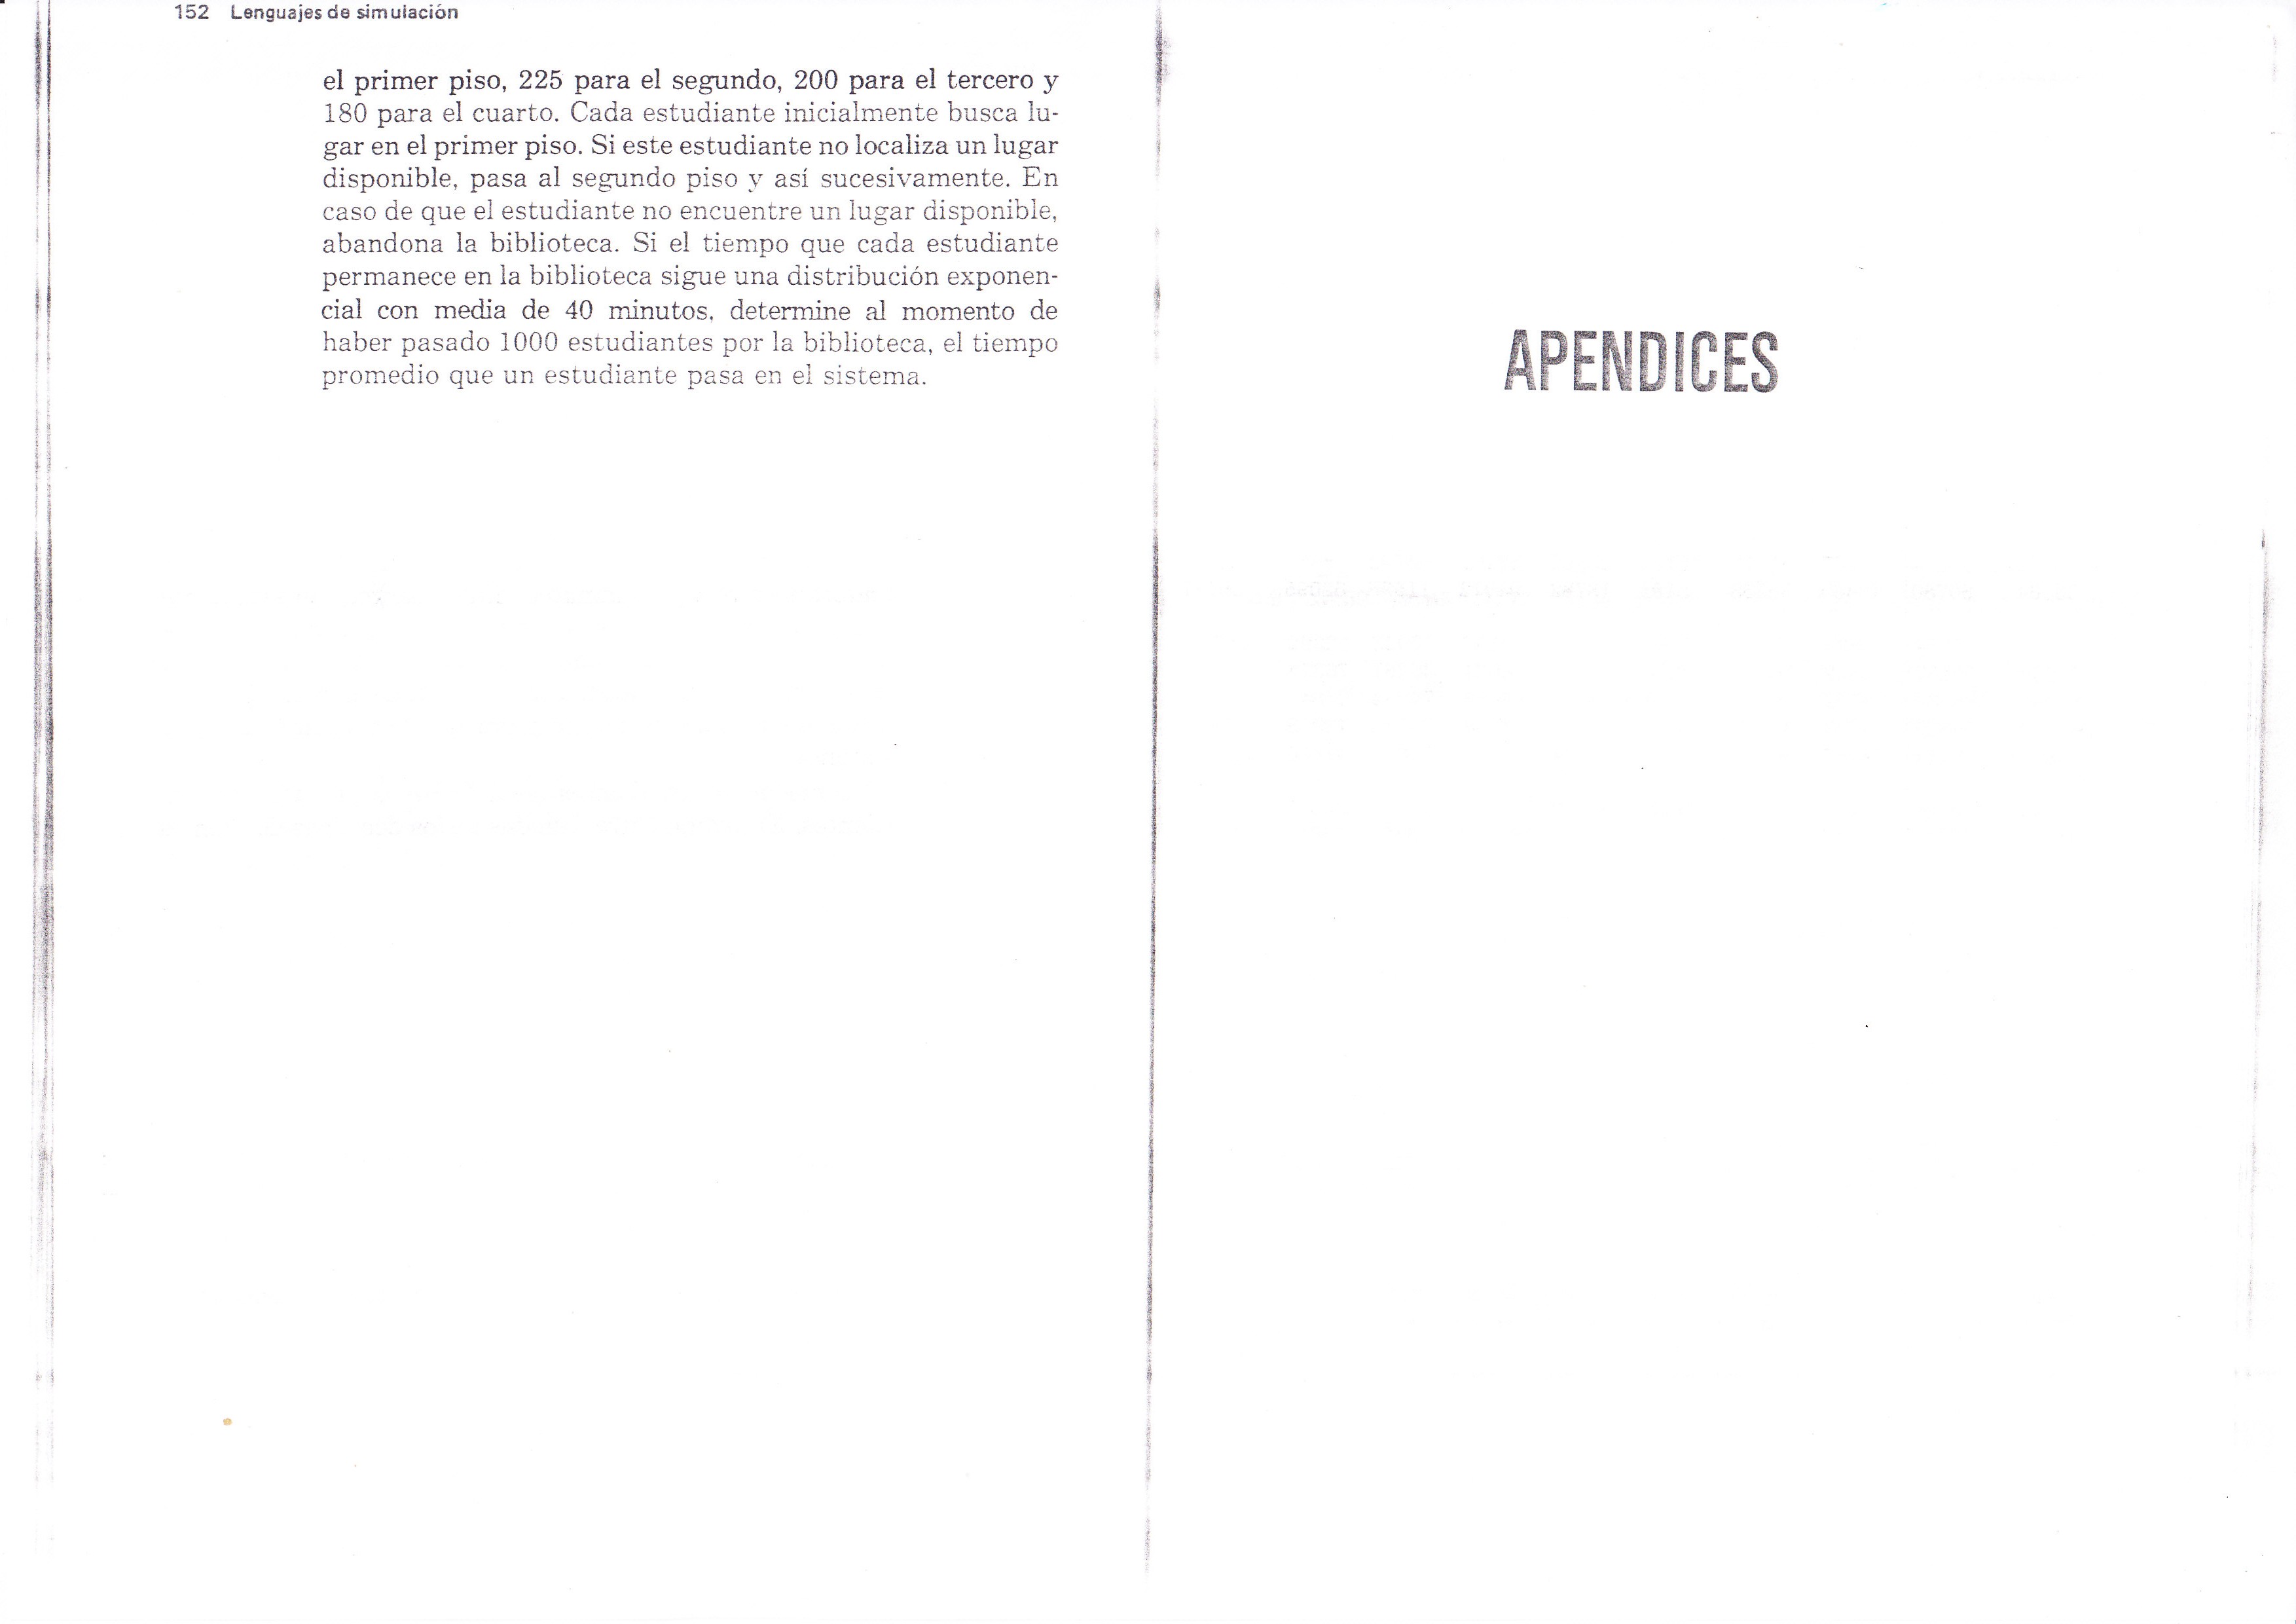 152 Lenguajes de simulación
el primer piso, 225 para el segundo, 200 para el tercero y
180 para el cuarto. Cada estudiante inicialmente busca lu-
gar en el primer piso. Si este estudiante no localiza un lugar
disponible, pasa al segundo piso y así sucesivamente. En
caso de que el estudiante no encuentre un lugar disponible,
abandona la biblioteca. Si el tiempo que cada estudiante
permanece en la biblioteca sigue una distribución exponen-
cial con media de 40 minutos, determine al momento de
haber pasado 1000 estudiantes por la biblioteca, el tiempo
promedio que un estudiante pasa en el sistema.
APENDICES